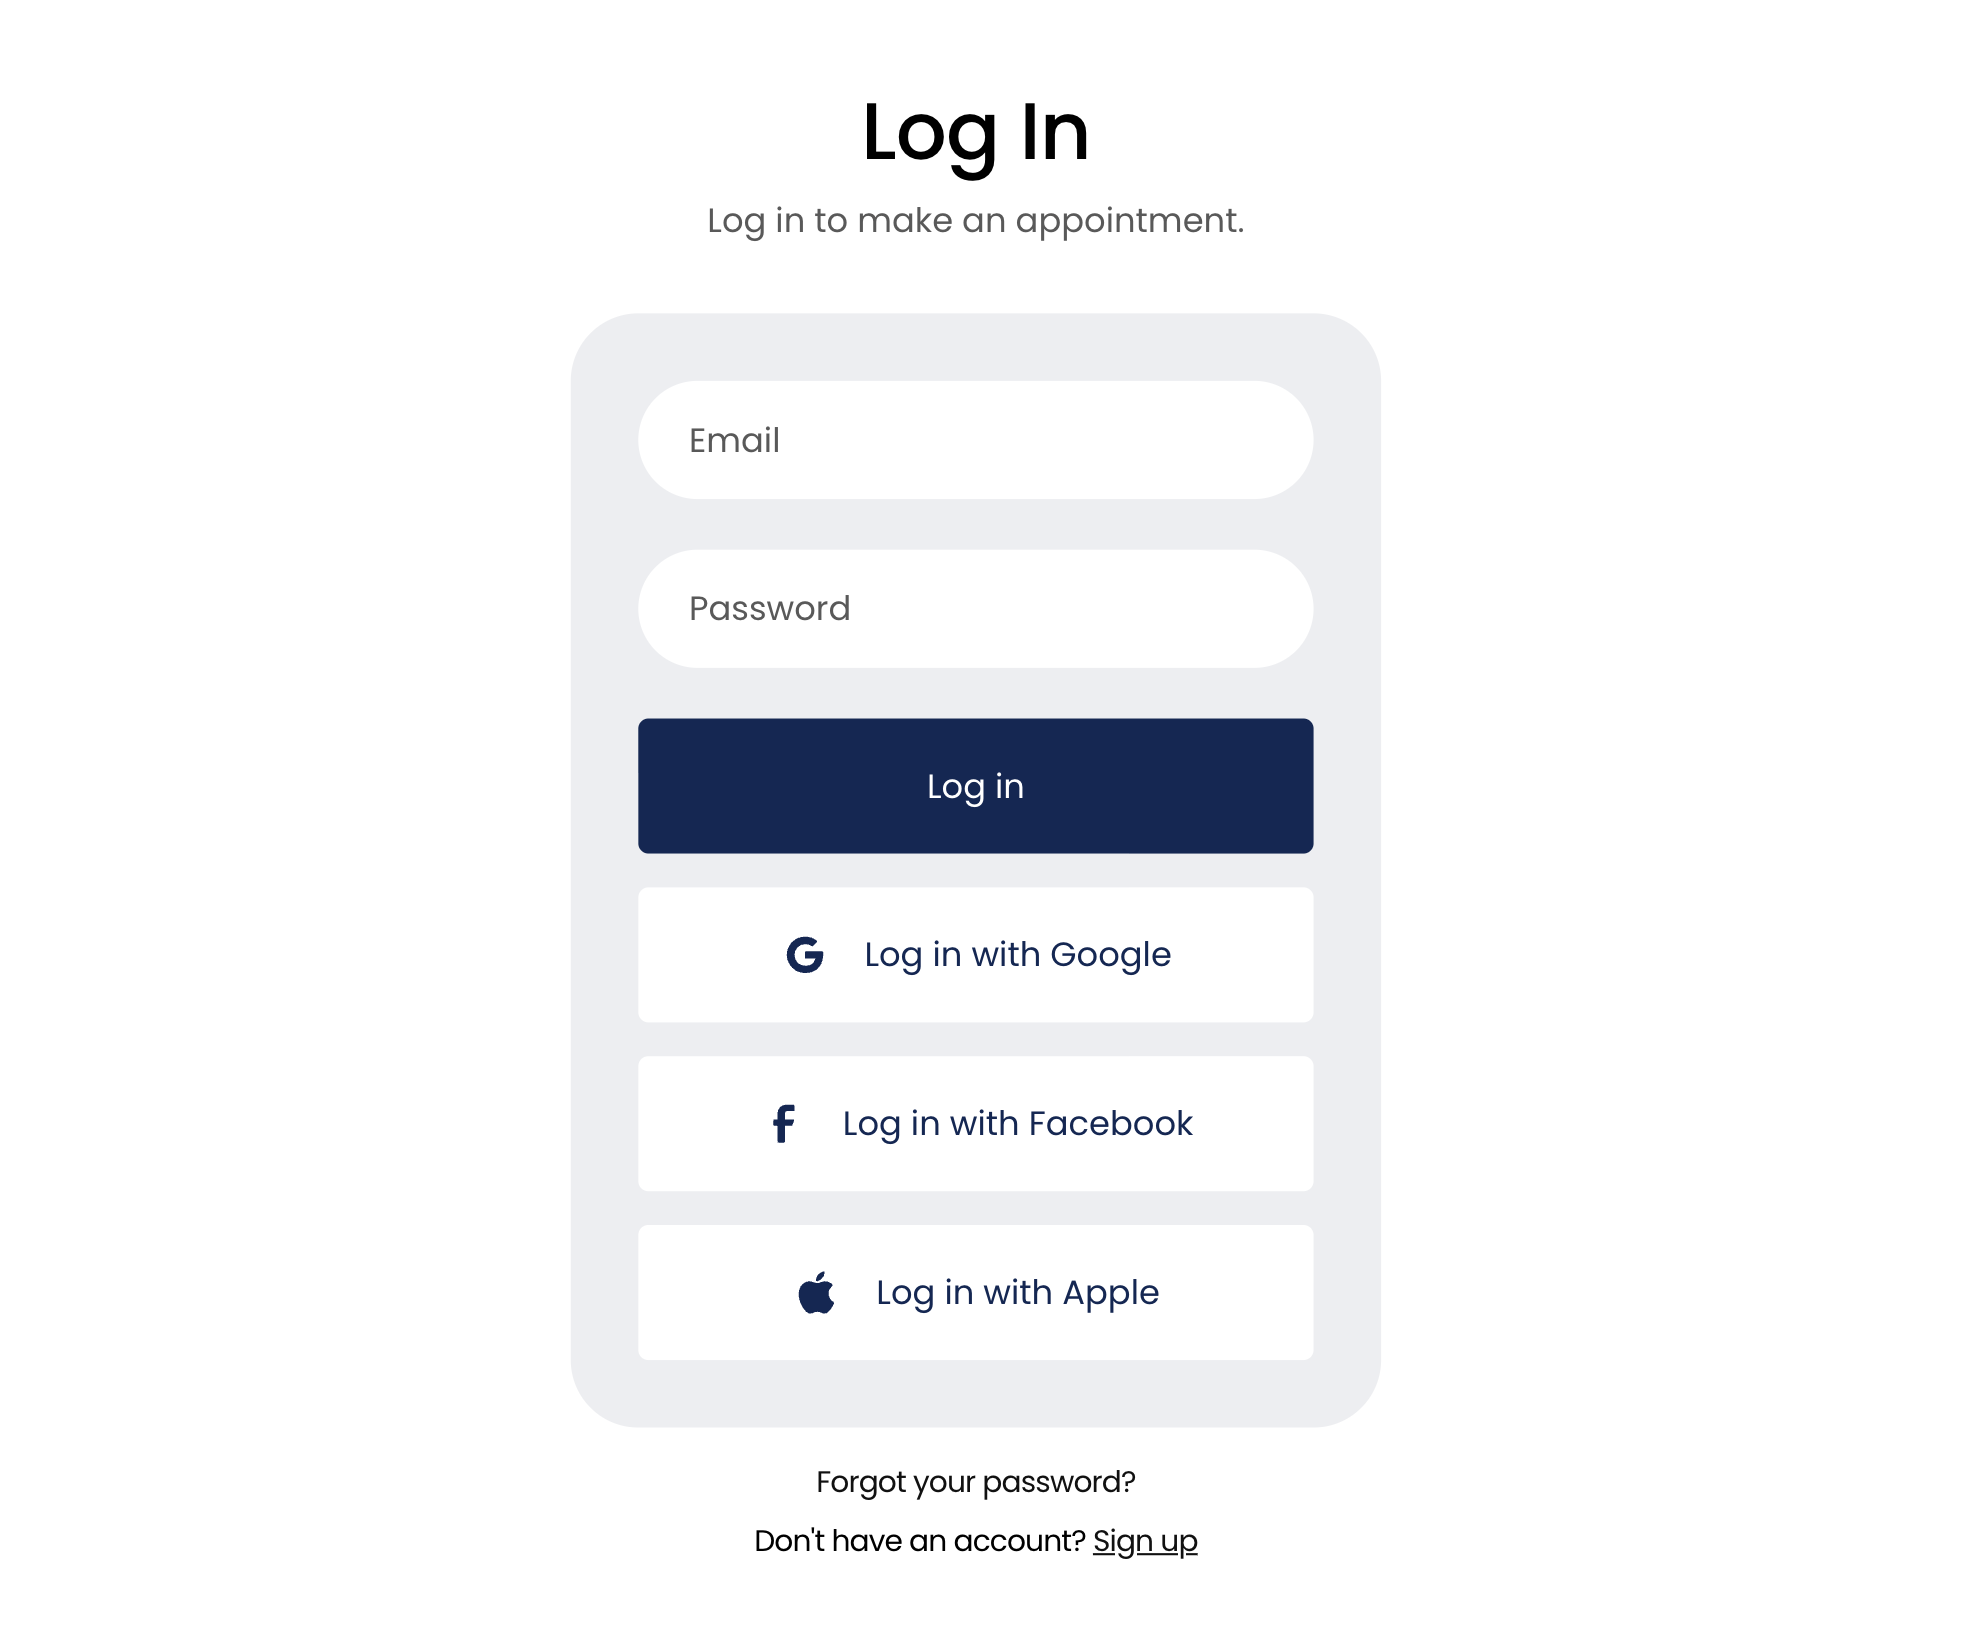 Log In
Log in to make an appointment.
Email
Password
Log in
Log in with Google
Log in with Facebook
Log in with Apple
Forgot your password?
Don't have an account? Sign up